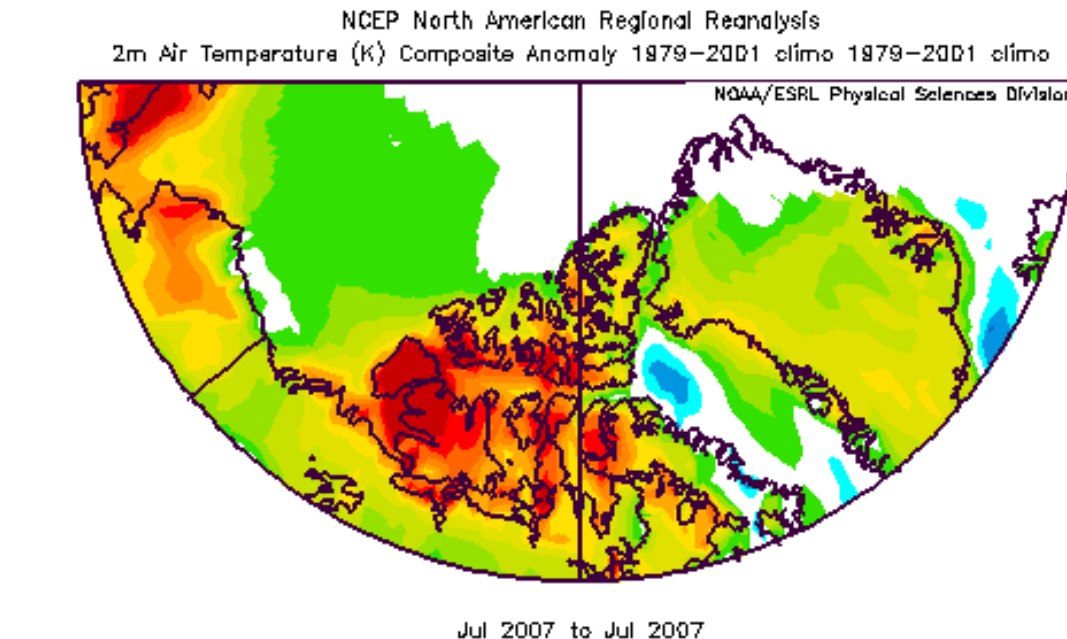 NCEP North American Regional Reanalysis
2m Air Temperature (K) Composite Anomaly 1979-2001 climo 1979-2001 climo
NOAA/ESRL Physical Sciences Division
Jul 2007 to Jul 2007